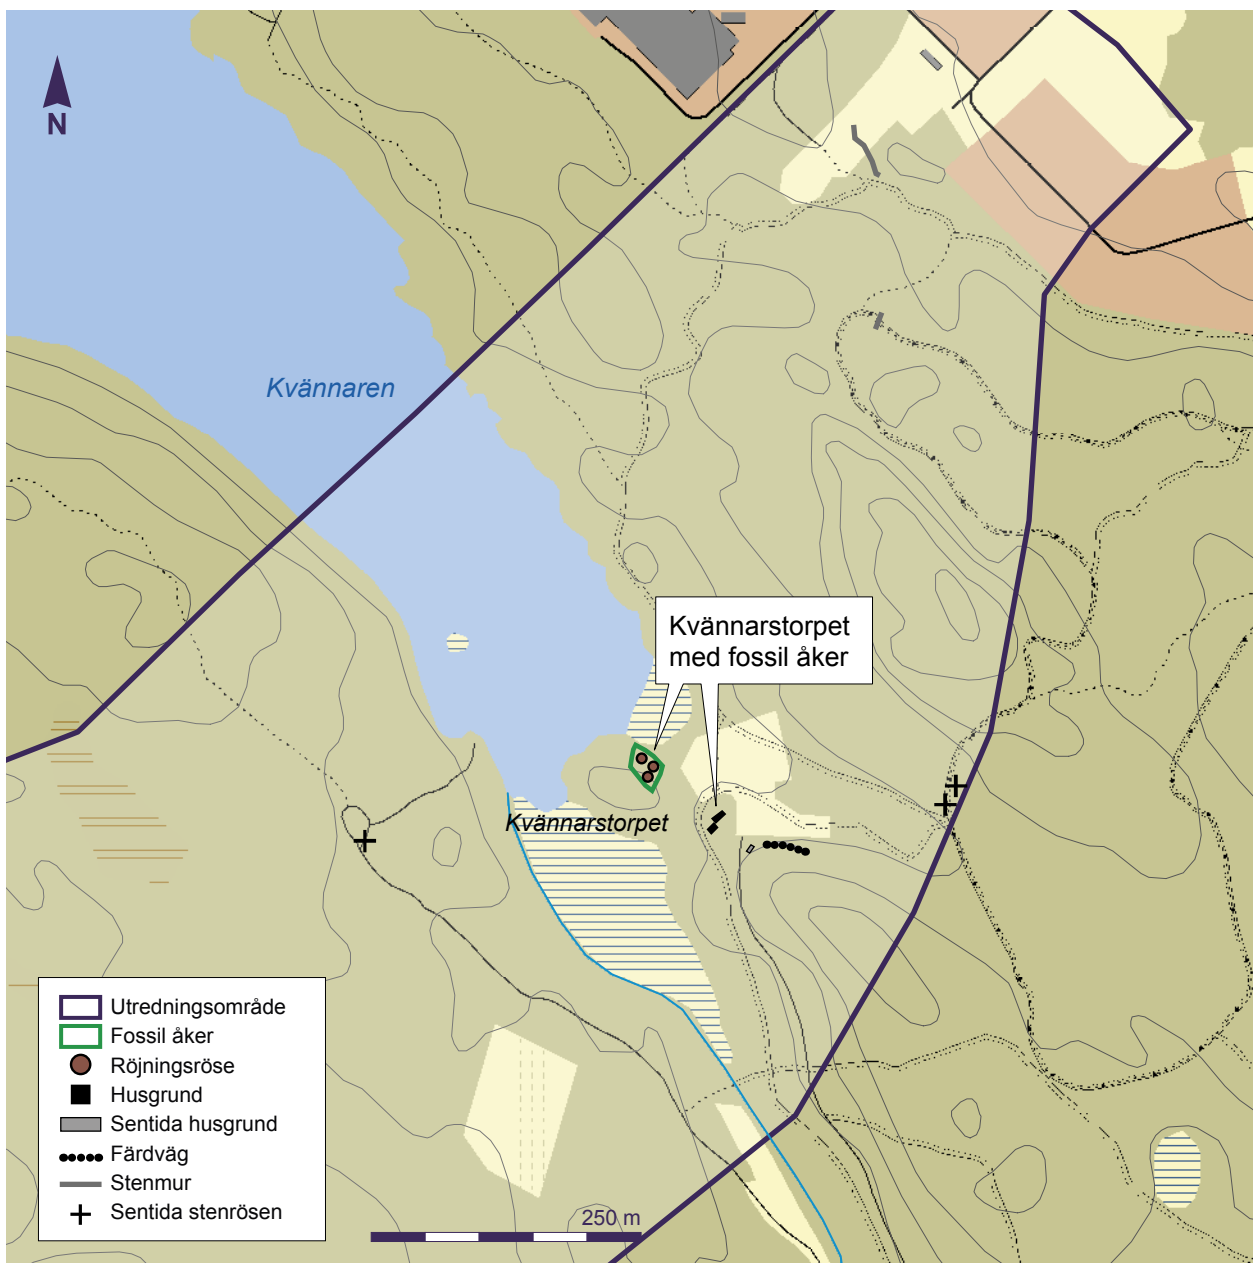 N
Kvännaren
Kvännarstorpet
med fossil åker
Kvännarstorpet
Utredningsområde
Fossil åker
Röjningsröse
Husgrund
Sentida husgrund
Färdväg
Stenmur
Sentida stenrösen
250 m